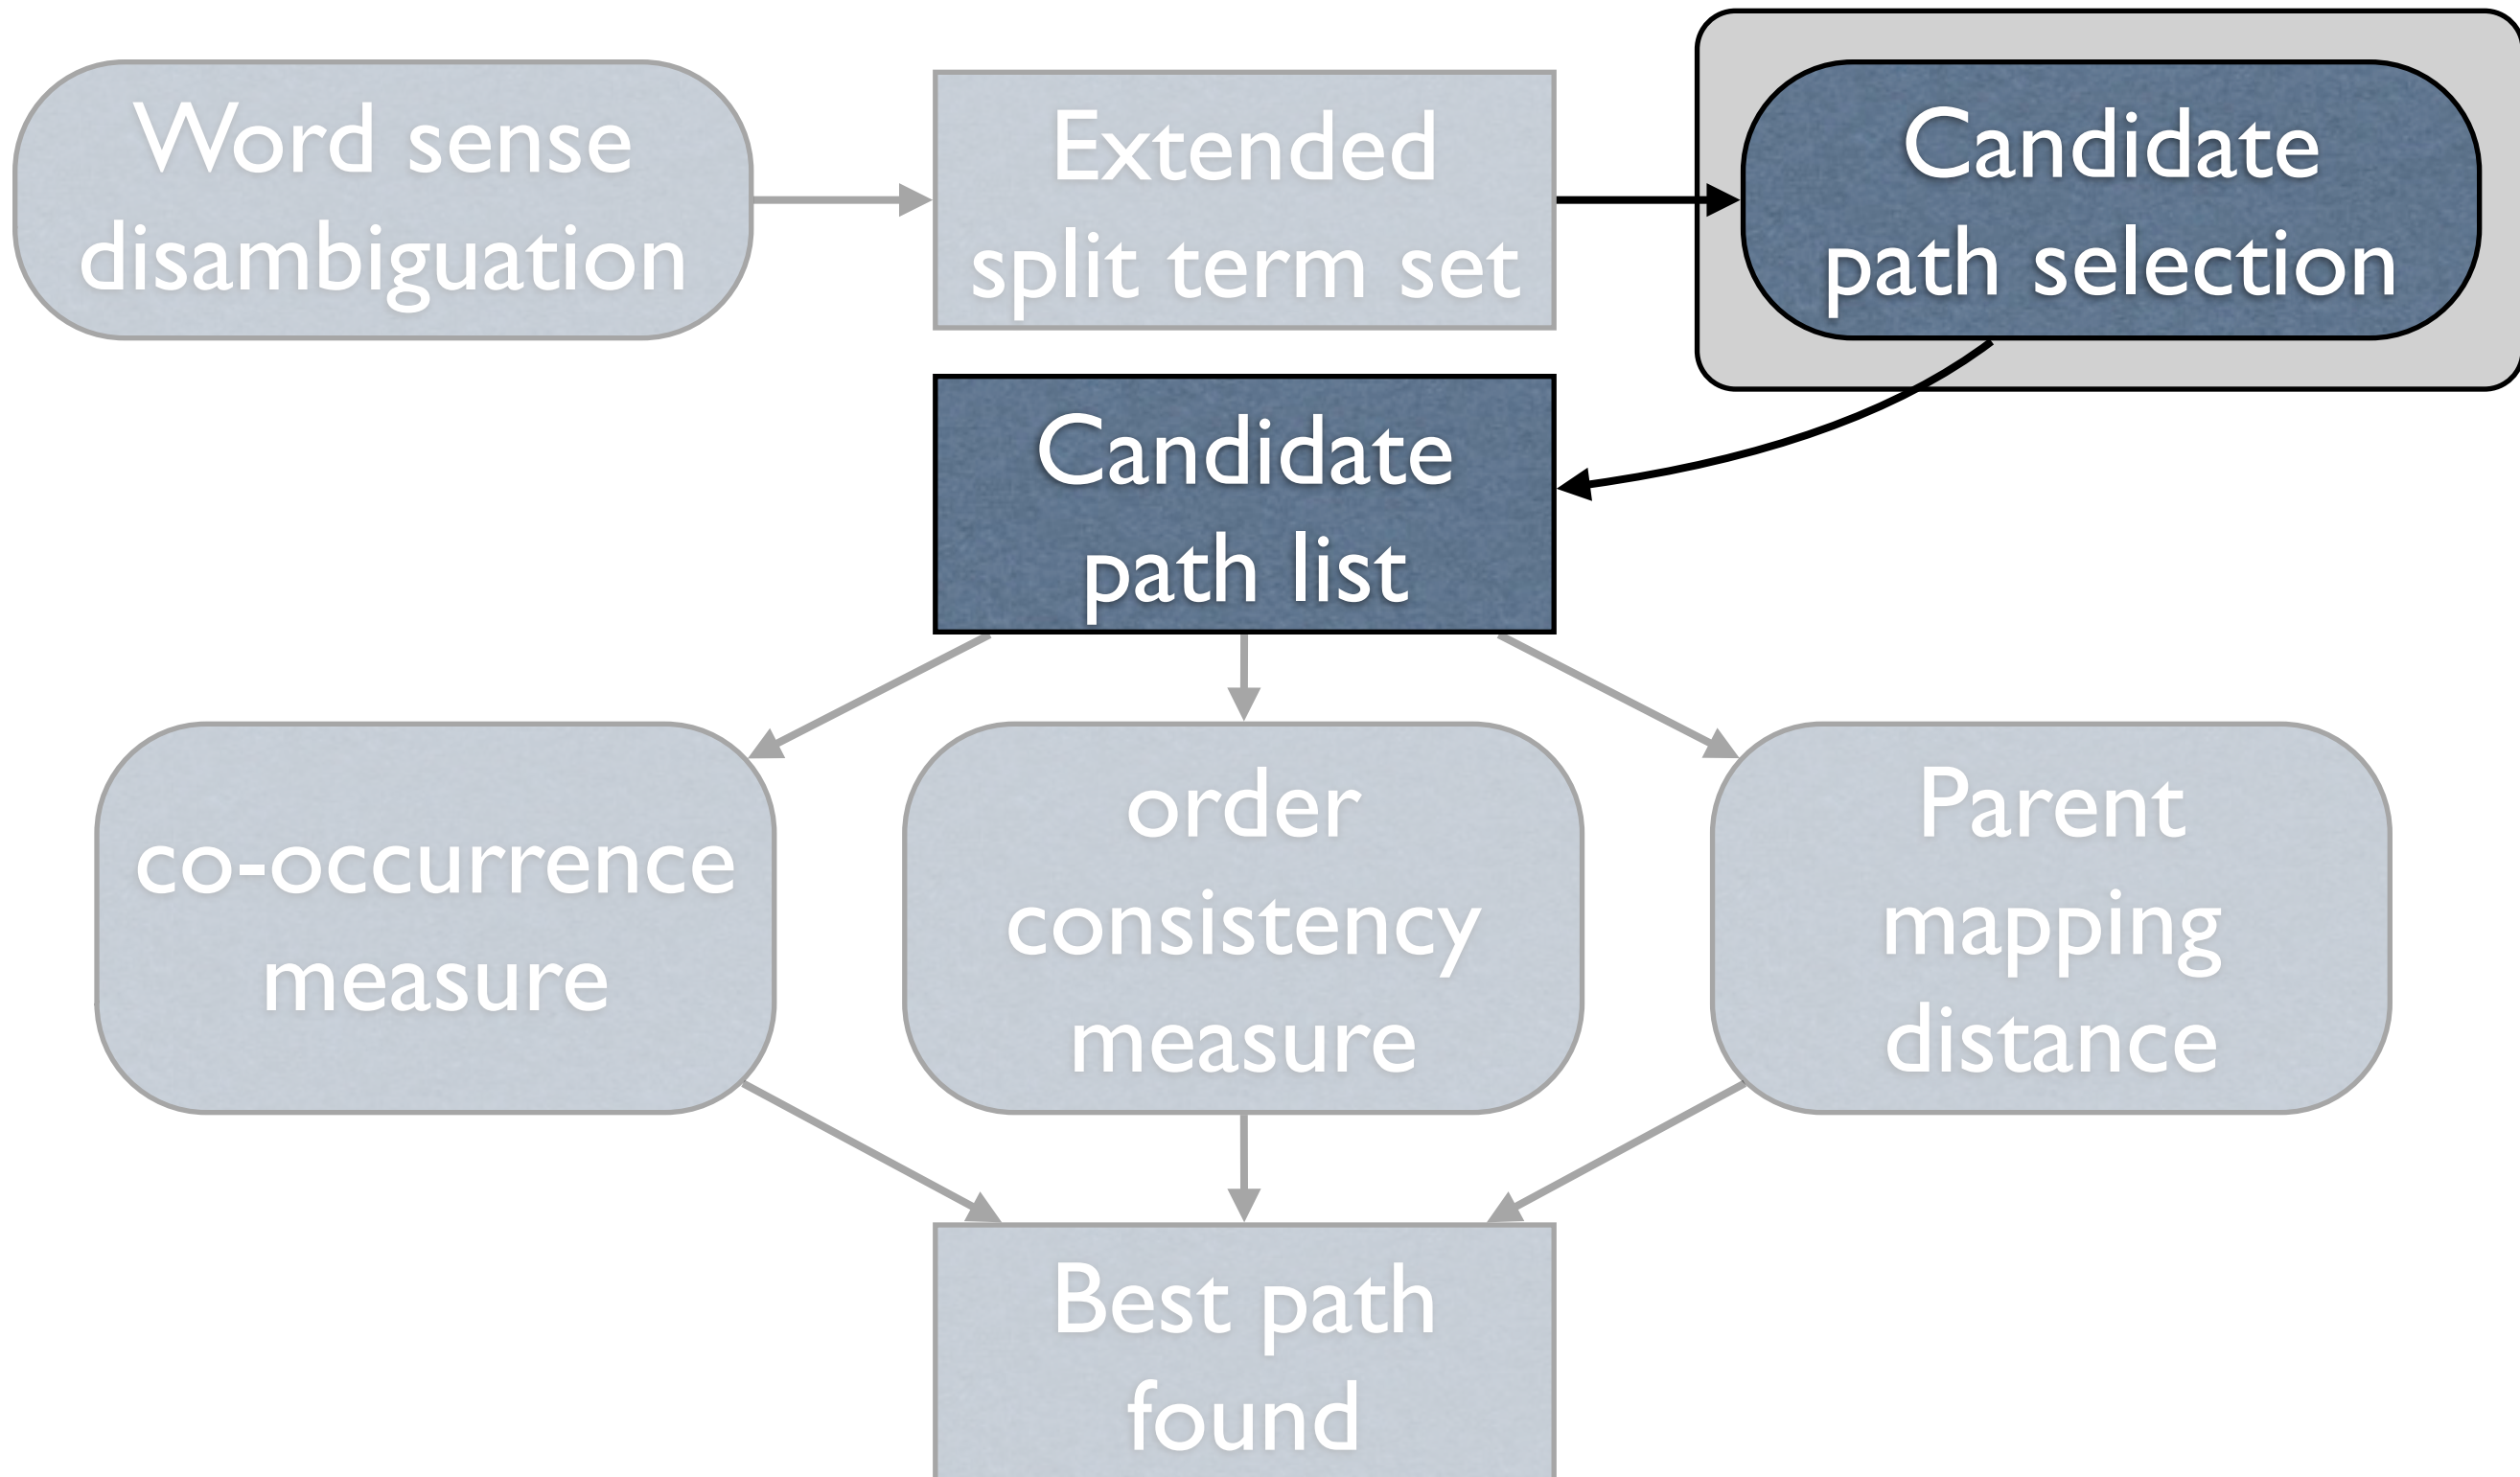 Word sense
disambiguation
Extended
split term set
Candidate
path selection
Candidate
path list
co-occurrence
measure
order
consistency
measure
Parent
mapping
distance
Best path
found